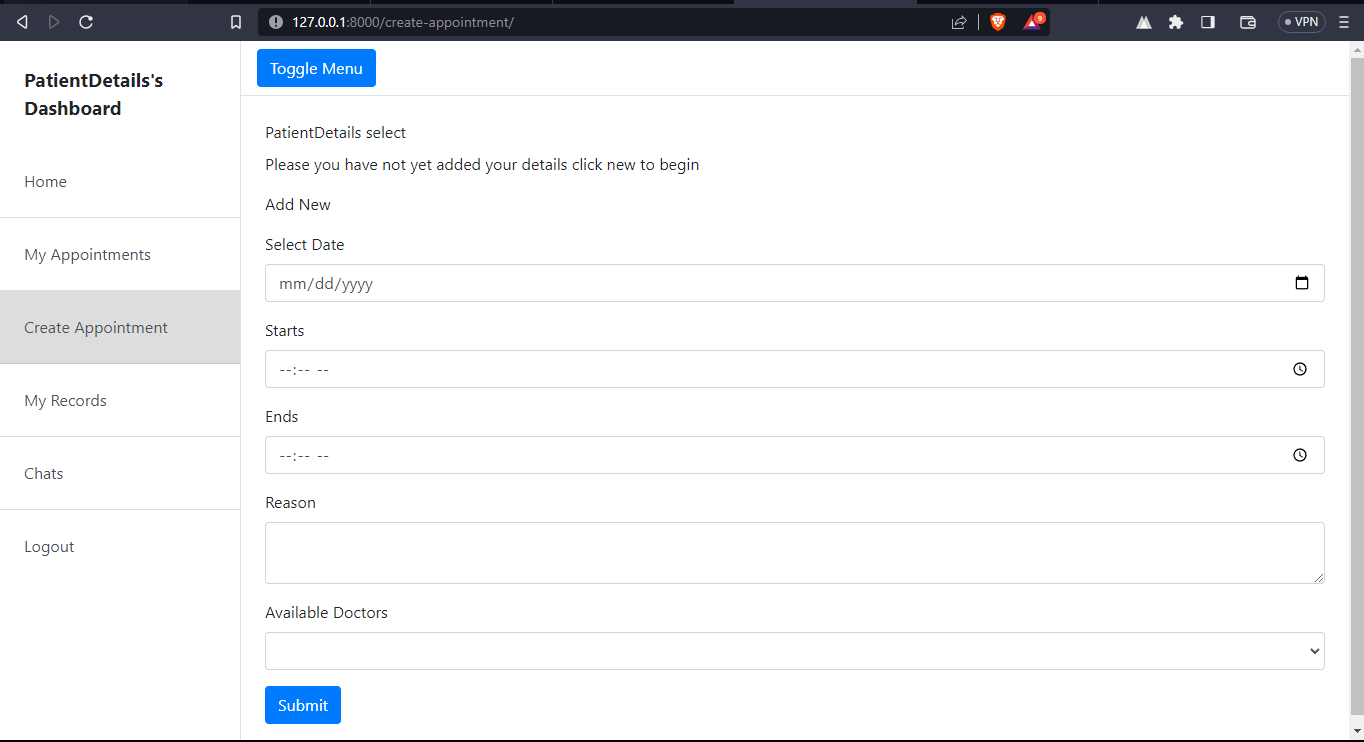 127.0.0.1:8000/create-appointment/
9
VPN
PatientDetails's
Dashboard
Home
My Appointments
Create Appointment
My Records
Chats
Logout
Toggle Menu
PatientDetails select
Please you have not yet added your details click new to begin
Add New
Select Date
mm/dd/yyyy
Starts
--:-- --
Ends
--:-- --
Reason
Available Doctors
Submit